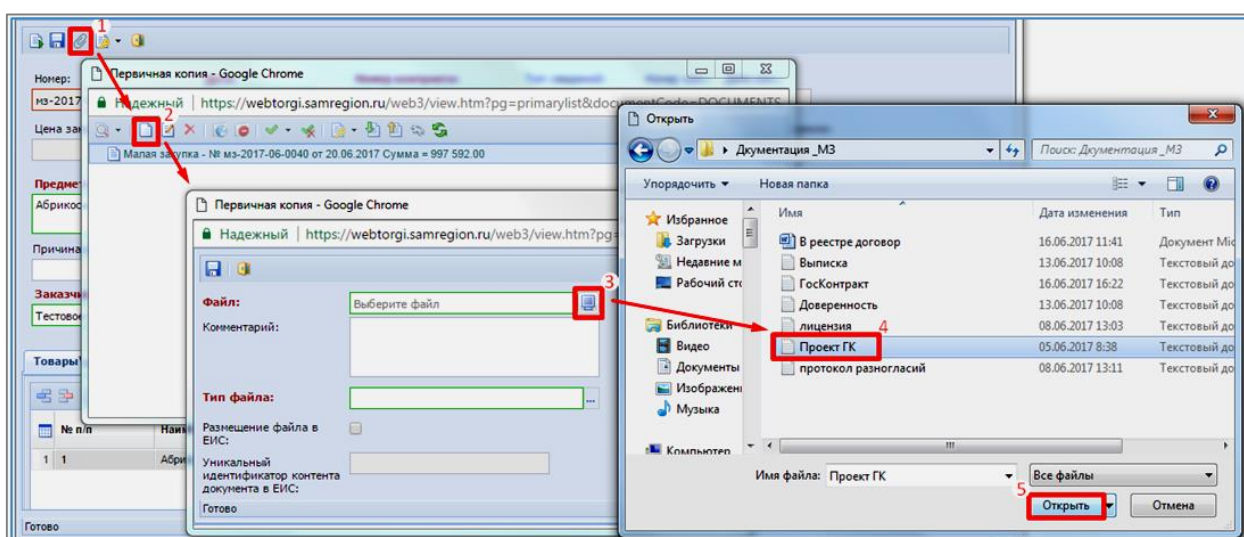 1
Номер:
мз-2017
Цена зак
Предмет
Абрикос
Причина
Заказчи
Тестовое
Товары\
№ п/п
Наим
1 1
Абри
Готово
Первичная копия - Google Chrome
Надежный | https://webtorgi.samregion.ru/web3/view.htm?pg=primarylist&documentCode=DOCUMENTS
2
Малая закупка - № мз-2017-06-0040 от 20.06.2017 Сумма = 997 592.00
Первичная копия - Google Chrome
Надежный | https://webtorgi.samregion.ru/web3/view.htm?pg=
3
Файл:
Выберите файл
Комментарий:
Тип файла:
...
Размещение файла в
ЕИС:
Уникальный
идентификатор контента
документа в ЕИС:
Готово
Открыть
Дкументация _МЗ
Поиск: Дкументация_МЗ
Упорядочить
Новая папка
Избранное
Загрузки
Недавние м
Рабочий сто
Библиотеки
Видео
Документы
Изображени
Музыка
Компьютер
Имя
Дата изменения
Тип
В реестре договор 16.06.2017 11:41 Документ Mic
Выписка 13.06.2017 10:08 Текстовый до
ГосКонтракт 16.06.2017 16:22 Текстовый до
Доверенность 13.06.2017 10:08 Текстовый до
лицензия 08.06.2017 13:03 Текстовый до
4
Проект ГК 05.06.2017 8:38 Текстовый до
протокол разногласий 08.06.2017 13:11 Текстовый до
Имя файла: Проект ГК
Все файлы
5
Открыть
Отмена